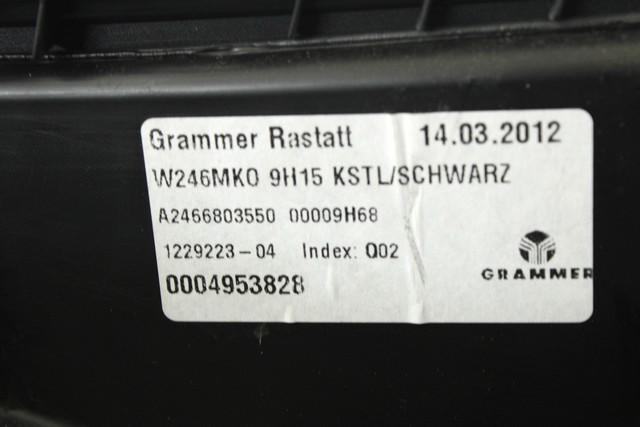 Grammer Rastatt 14.03.2012
W246MK0 9H15 KSTL/SCHWARZ
A2466803550 00009H68
1229223-04 Index: Q02
GRAMMER
0004953828